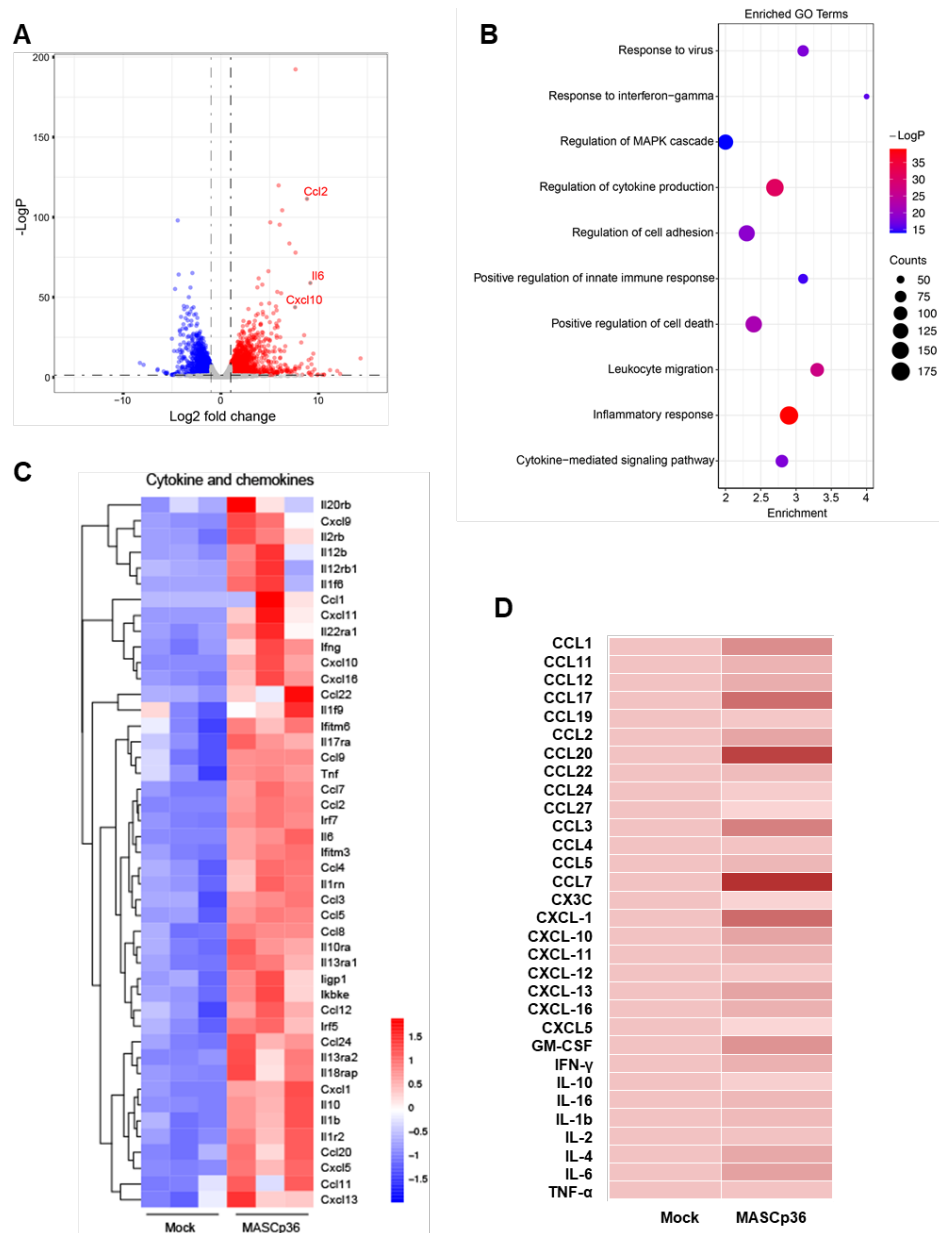 A
200
150
100
50
0
-LogP
Ccl2
Il6
Cxcl10
−10
0
10
Log2 fold change
B
Enriched GO Terms
Response to virus
Response to interferon-gamma
Regulation of MAPK cascade
Regulation of cytokine production
Regulation of cell adhesion
Positive regulation of innate immune response
Positive regulation of cell death
Leukocyte migration
Inflammatory response
Cytokine−mediated signaling pathway
2
2.5
3
3.5
4
Enrichment
−LogP
35
30
25
20
15
Counts
50
75
100
125
150
175
C
Cytokine and chemokines
Il20rb
Cxcl9
Il2rb
Il12b
Il12rb1
Il1f6
Ccl1
Cxcl11
Il22ra1
Ifng
Cxcl10
Cxcl16
Ccl22
Il1f9
Ifitm6
Il17ra
Ccl9
Tnf
Ccl7
Ccl2
Irf7
Il6
Ifitm3
Ccl4
Il1rn
Ccl3
Ccl5
Ccl8
Il10ra
Il13ra1
Iigp1
Ikbke
Ccl12
Irf5
Ccl24
Il13ra2
Il18rap
Cxcl1
Il10
Il1b
Il1r2
Ccl20
Cxcl5
Ccl11
Cxcl13
Mock
MASCp36
1.5
1
0.5
0
−0.5
−1
−1.5
D
CCL1
CCL11
CCL12
CCL17
CCL19
CCL2
CCL20
CCL22
CCL24
CCL27
CCL3
CCL4
CCL5
CCL7
CX3C
CXCL-1
CXCL-10
CXCL-11
CXCL-12
CXCL-13
CXCL-16
CXCL5
GM-CSF
IFN-γ
IL-10
IL-16
IL-1b
IL-2
IL-4
IL-6
TNF-α
Mock
MASCp36